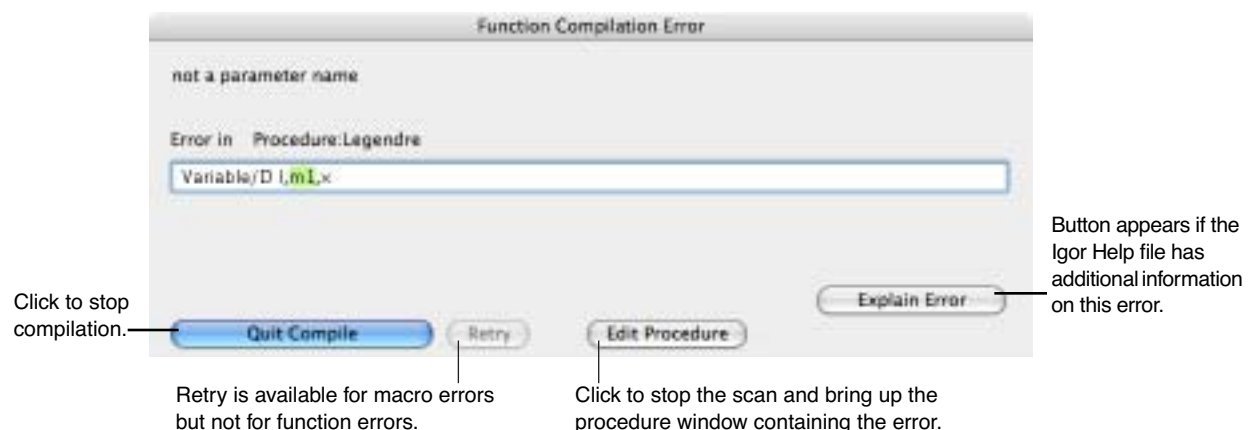 Function Compilation Error
not a parameter name
Error in Procedure:Legendre
Variable/D l,m1,x
Button appears if the
Igor Help file has
additional information
on this error.
Explain Error
Click to stop
compilation.
Quit Compile
Retry
Edit Procedure
Retry is available for macro errors
but not for function errors.
Click to stop the scan and bring up the
procedure window containing the error.